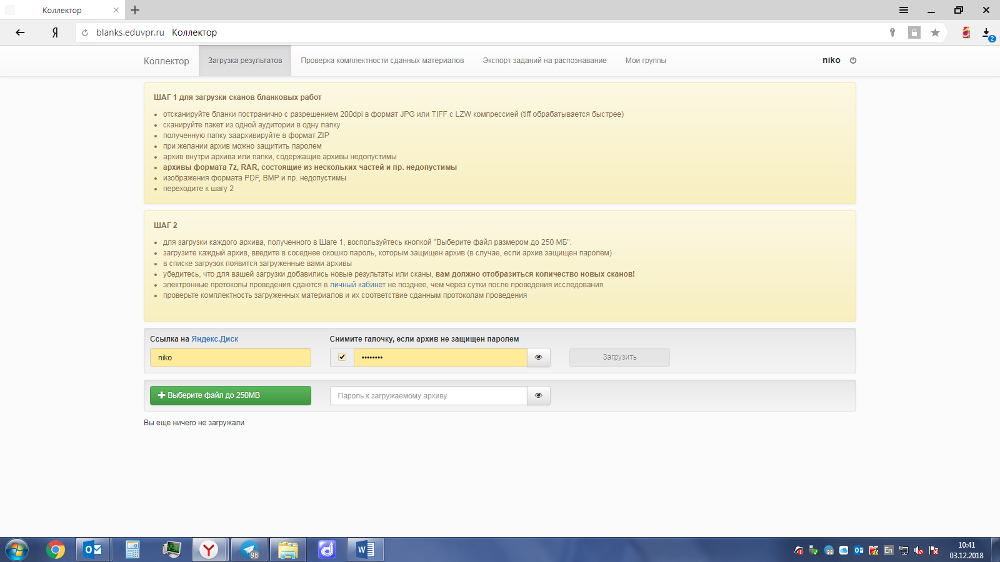 Коллектор
blanks.eduvpr.ru Коллектор
2
Коллектор Загрузка результатов Проверка комплектности сданных материалов Экспорт заданий на распознавание Мои группы niko
ШАГ 1 для загрузки сканов бланковых работ
отсканируйте бланки постранично с разрешением 200dpi в формат JPG или TIFF с LZW компрессией (tiff обрабатывается быстрее)
сканируйте пакет из одной аудитории в одну папку
полученную папку заархивируйте в формат ZIP
при желании архив можно защитить паролем
архив внутри архива или папки, содержащие архивы недопустимы
архивы формата 7z, RAR, состоящие из нескольких частей и пр. недопустимы
изображения формата PDF, BMP и пр. недопустимы
переходите к шагу 2
ШАГ 2
для загрузки каждого архива, полученного в Шаге 1, воспользуйтесь кнопкой "Выберите файл размером до 250 МБ".
загрузите каждый архив, введите в соседнее окошко пароль, которым защищен архив (в случае, если архив защищен паролем)
в списке загрузок появится загруженные вами архивы
убедитесь, что для вашей загрузки добавились новые результаты или сканы, вам должно отобразиться количество новых сканов!
электронные протоколы проведения сдаются в личный кабинет не позднее, чем через сутки после проведения исследования
проверьте комплектность загруженных материалов и их соответствие сданным протоколам проведения
Ссылка на Яндекс.Диск Снимите галочку, если архив не защищен паролем
niko •••••••• Загрузить
Выберите файл до 250МВ Пароль к загружаемому архиву
Вы еще ничего не загружали
98
98
En
10:41
03.12.2018